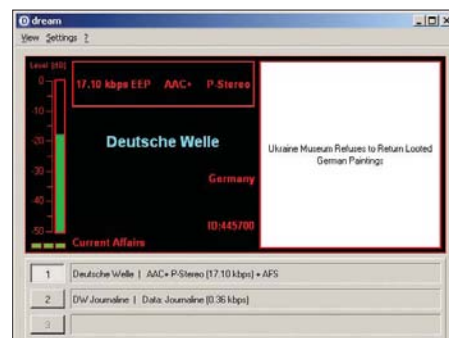 dream
View Settings ?
Level [dB]
0
-10
-20
-30
-40
-50
17.10 kbps EEP AAC+ P-Stereo
Deutsche Welle
Germany
ID:445700
Current Affairs
Ukraine Museum Refuses to Return Looted
German Paintings
1 Deutsche Welle | AAC+ P-Stereo (17.10 kbps) + AFS
2 DW Journaline | Data: Journaline (0.36 kbps)
3